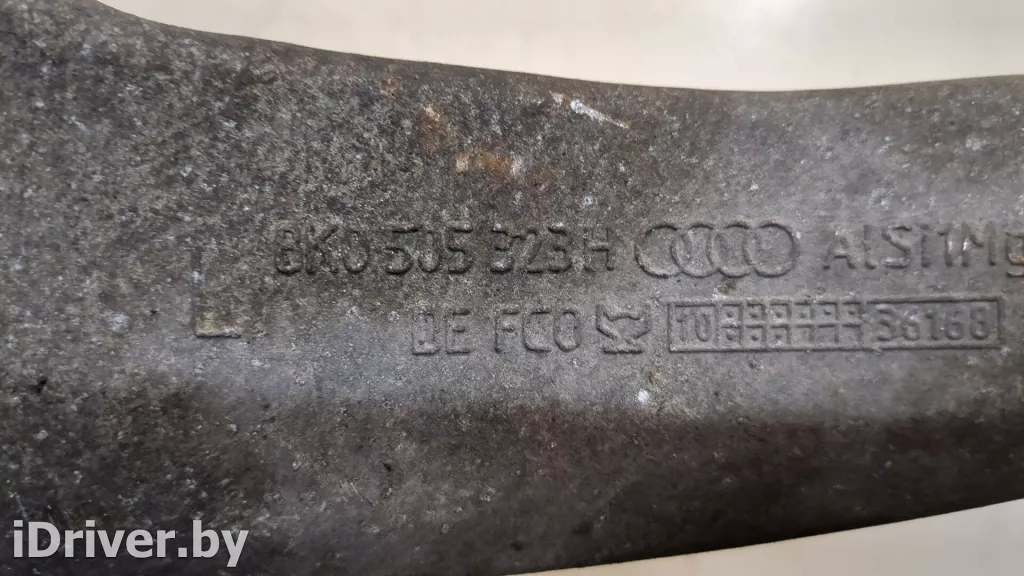 L
8K0 505 323 H AlSi1Mg
DE FCO
10 36168
iDriver.by